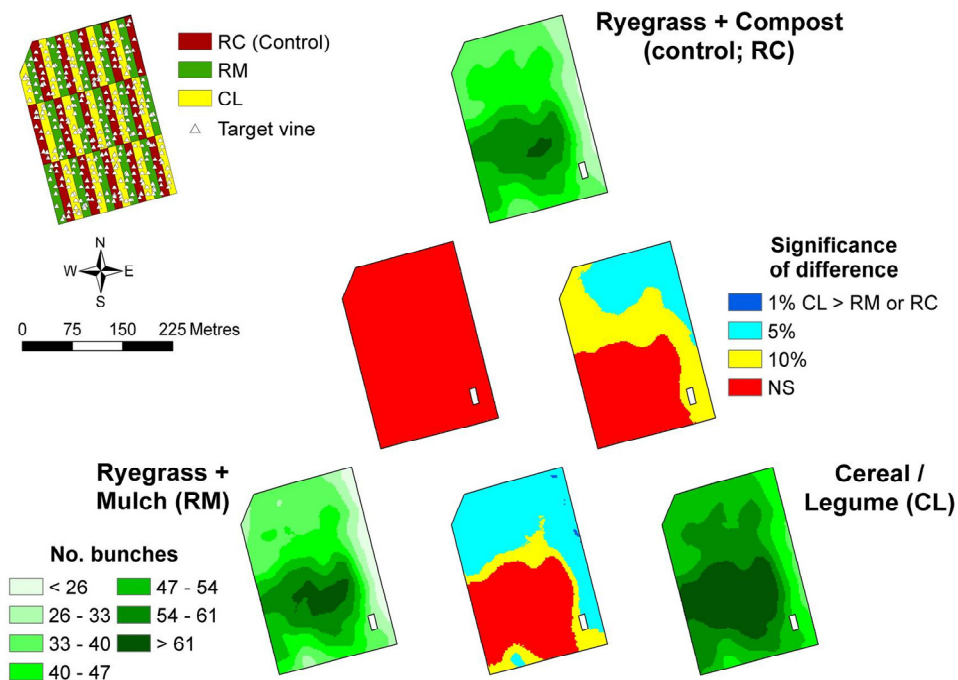 RC (Control)
RM
CL
Target vine
N
W E
S
0 75 150 225 Metres
Ryegrass + Compost
(control; RC)
Significance
of difference
1% CL > RM or RC
5%
10%
NS
Ryegrass +
Mulch (RM)
No. bunches
< 26
26 - 33
33 - 40
40 - 47
47 - 54
54 - 61
> 61
Cereal /
Legume (CL)